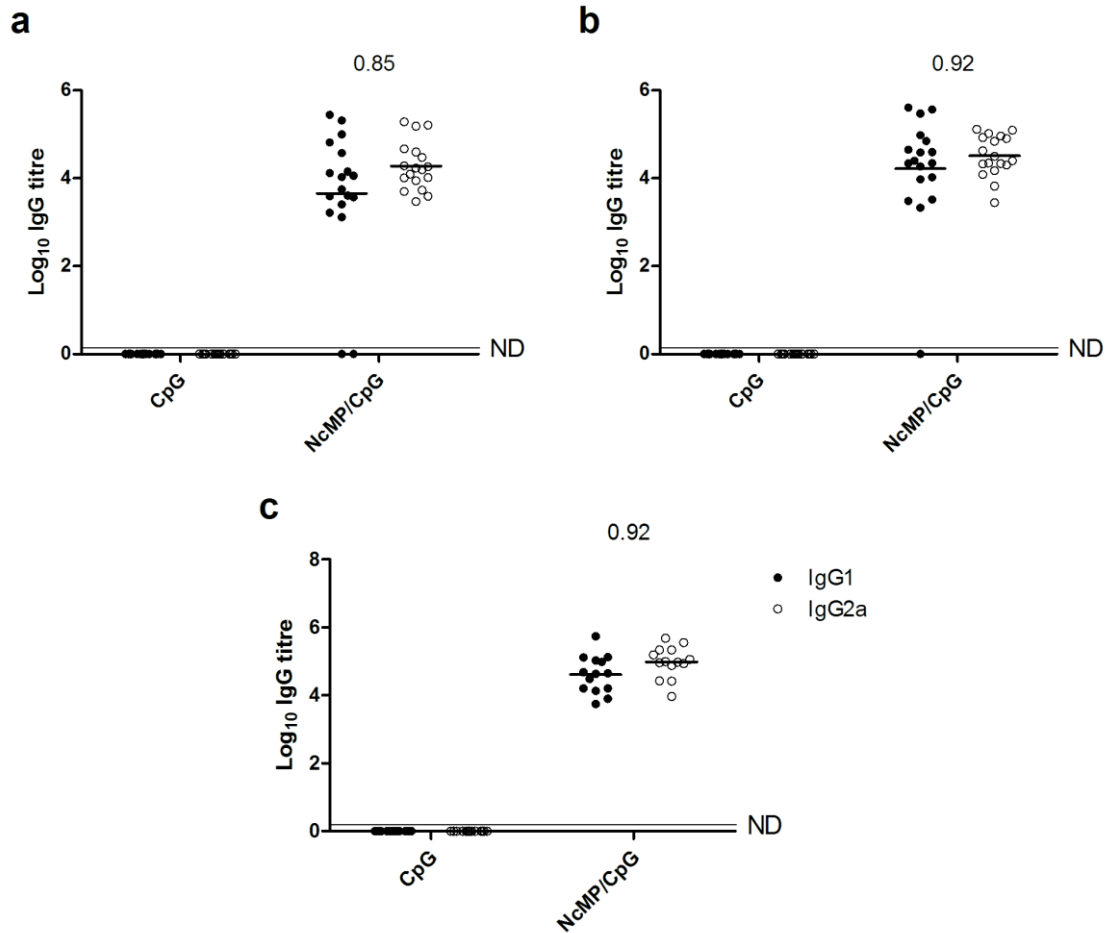 a
0.85
6
4
2
0
Log10 IgG titre
ND
CpG
NcMP/CpG
b
0.92
6
4
2
0
Log10 IgG titre
ND
CpG
NcMP/CpG
c
0.92
8
6
4
2
0
Log10 IgG titre
IgG1
IgG2a
ND
CpG
NcMP/CpG